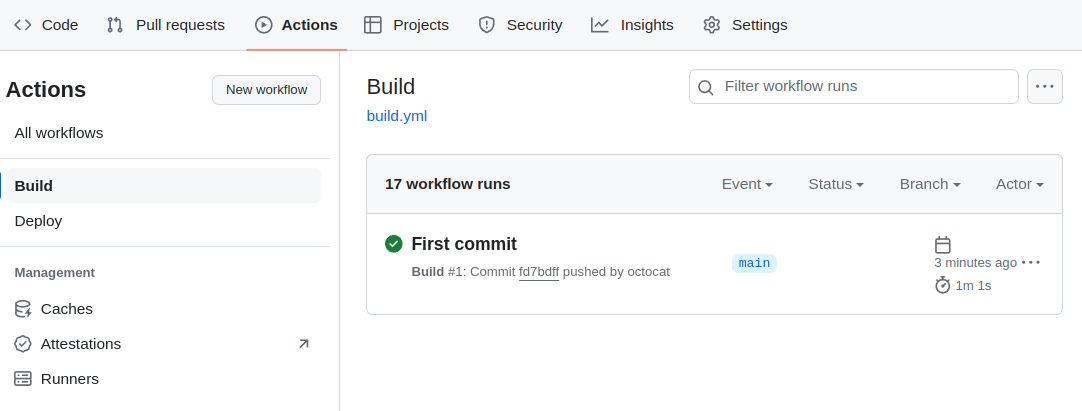 Code Pull requests Actions Projects Security Insights Settings
Actions
New workflow
All workflows
Build
Deploy
Management
Caches
Attestations
Runners
Build
build.yml
Filter workflow runs
17 workflow runs
Event Status Branch Actor
First commit
Build #1: Commit fd7bdff pushed by octocat
main
3 minutes ago
1m 1s